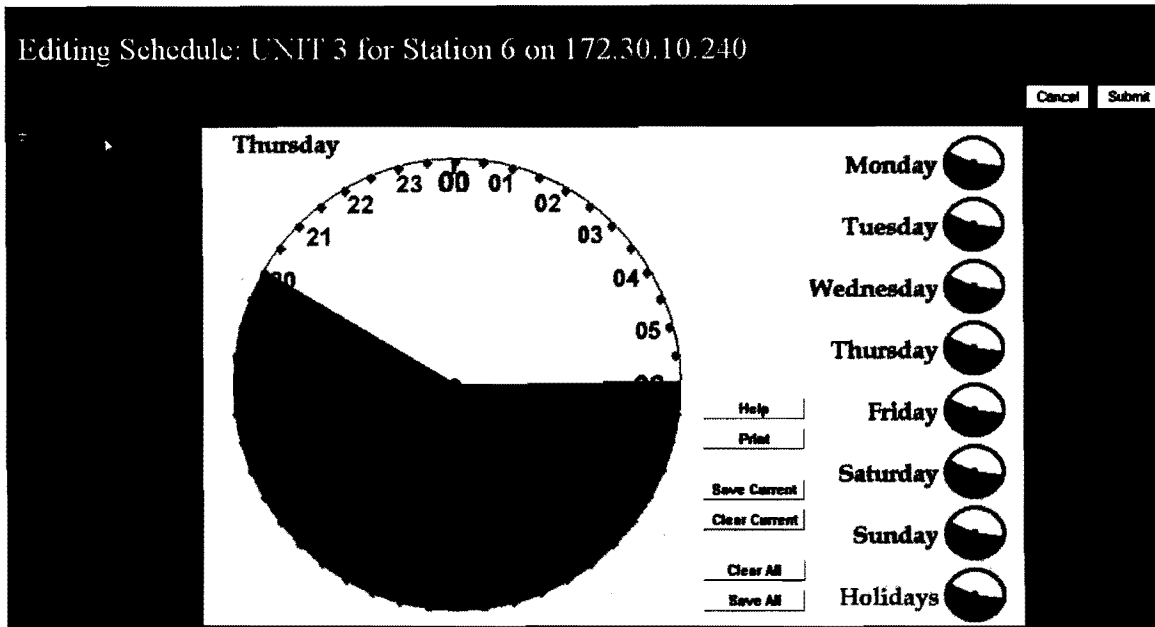 Editing Schedule: UNIT 3 for Station 6 on 172.30.10.240
Cancel Submit
Thursday
00
01
02
03
04
05
20
21
22
23
Help
Print
Save Current
Clear Current
Clear All
Save All
Monday
Tuesday
Wednesday
Thursday
Friday
Saturday
Sunday
Holidays